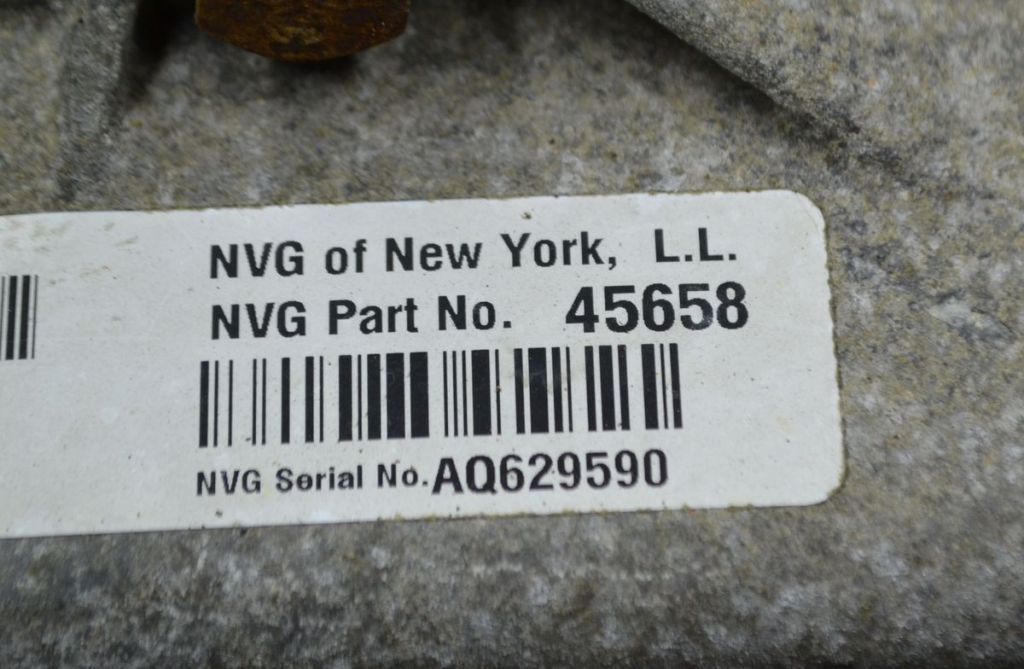 NVG of New York, L.L.
NVG Part No. 45658
NVG Serial No. AQ629590